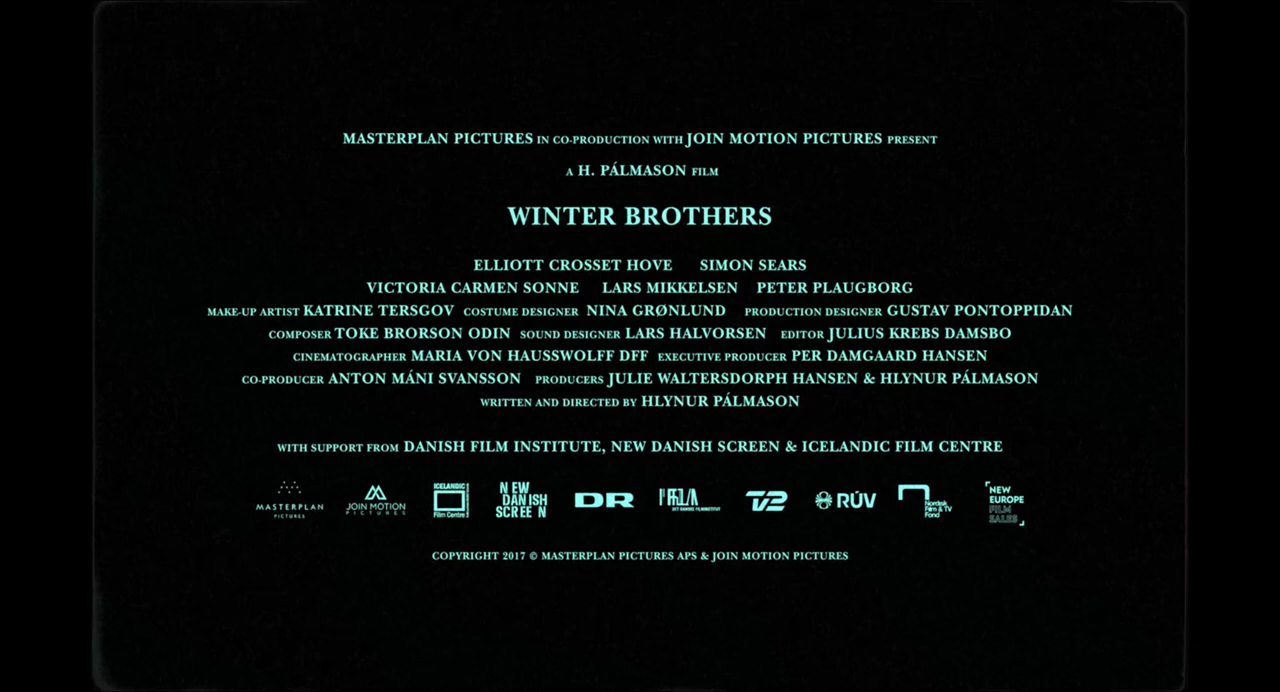 MASTERPLAN PICTURES IN CO-PRODUCTION WITH JOIN MOTION PICTURES PRESENT
A H. PÁLMASON FILM
WINTER BROTHERS
ELLIOTT CROSSET HOVE SIMON SEARS
VICTORIA CARMEN SONNE LARS MIKKELSEN PETER PLAUGBORG
MAKE-UP ARTIST KATRINE TERSGOV COSTUME DESIGNER NINA GRØNLUND PRODUCTION DESIGNER GUSTAV PONTOPPIDAN
COMPOSER TOKE BRORSON ODIN SOUND DESIGNER LARS HALVORSEN EDITOR JULIUS KREBS DAMSBO
CINEMATOGRAPHER MARIA VON HAUSSWOLFF DFF EXECUTIVE PRODUCER PER DAMGAARD HANSEN
CO-PRODUCER ANTON MÁNI SVANSSON PRODUCERS JULIE WALTERSDORPH HANSEN & HLYNUR PÁLMASON
WRITTEN AND DIRECTED BY HLYNUR PÁLMASON
WITH SUPPORT FROM DANISH FILM INSTITUTE, NEW DANISH SCREEN & ICELANDIC FILM CENTRE
MASTERPLAN
PICTURES
JOIN MOTION
PICTURES
ICELANDIC
Film Centre
NEW
DANISH
SCREEN
DR
DET DANSKE FILMINSTITUT
TV2
RÚV
Nordisk
Film & TV
Fond
NEW
EUROPE
FILM
SALES
COPYRIGHT 2017 © MASTERPLAN PICTURES APS & JOIN MOTION PICTURES